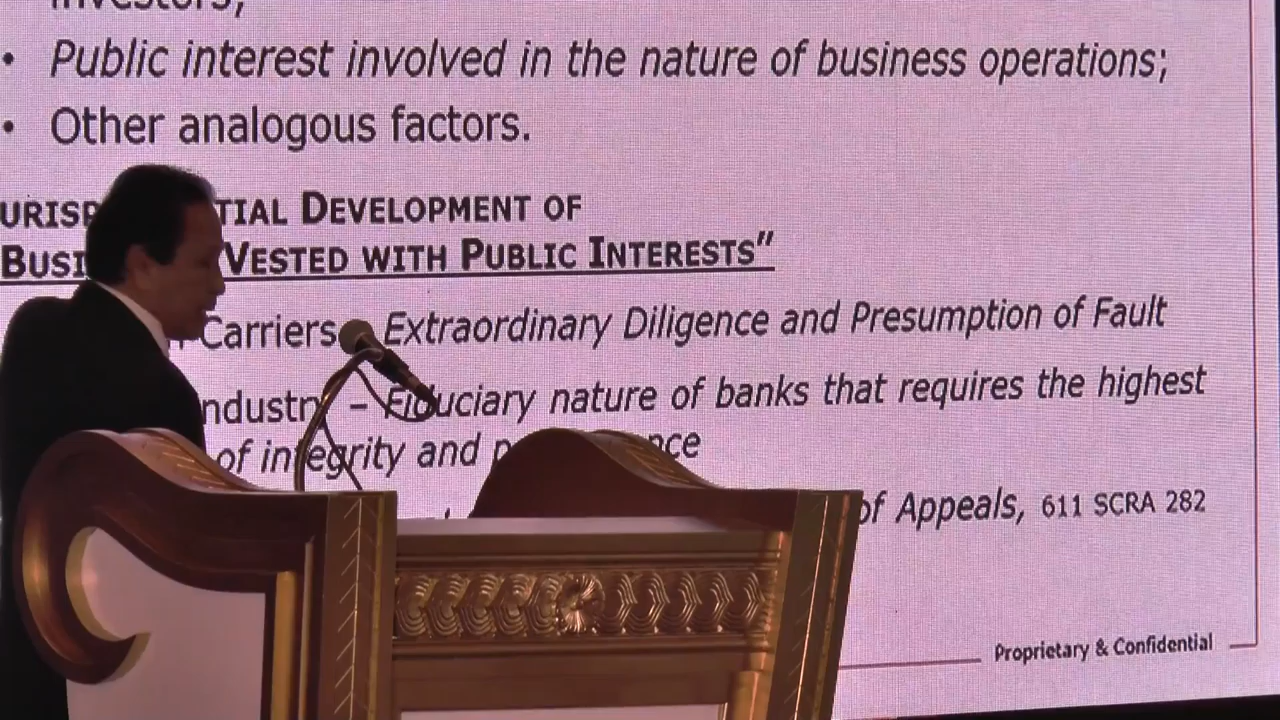 investors;
• Public interest involved in the nature of business operations;
• Other analogous factors.
DEVELOPMENT OF
VESTED WITH PUBLIC INTERESTS”
Carriers Extraordinary Diligence and Presumption of Fault
– Fiduciary nature of banks that requires the highest
of integrity and
of Appeals, 611 SCRA 282
Proprietary & Confidential